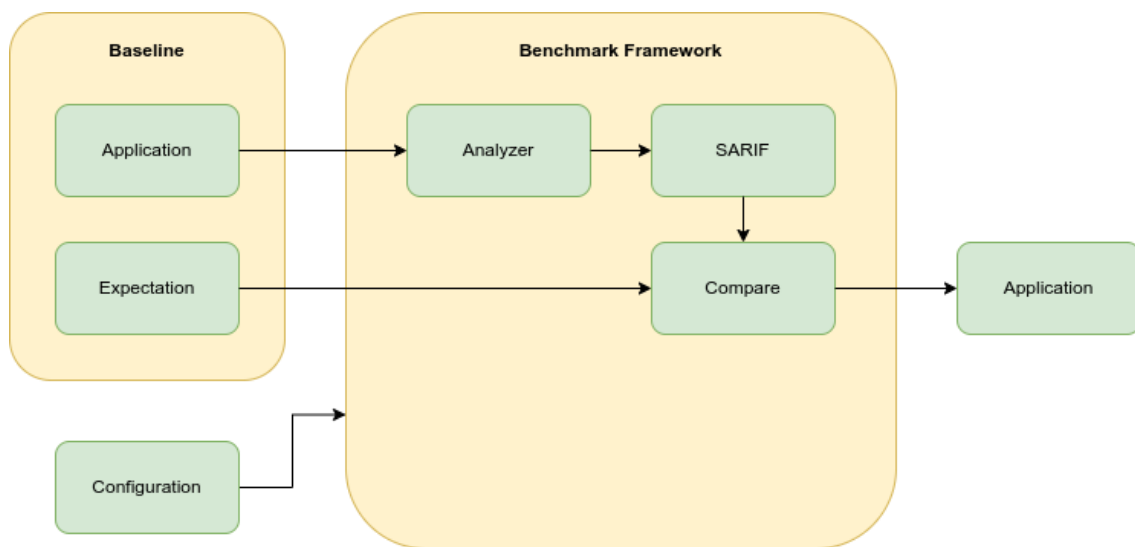 Baseline
Benchmark Framework
Application
Analyzer
SARIF
Expectation
Compare
Application
Configuration